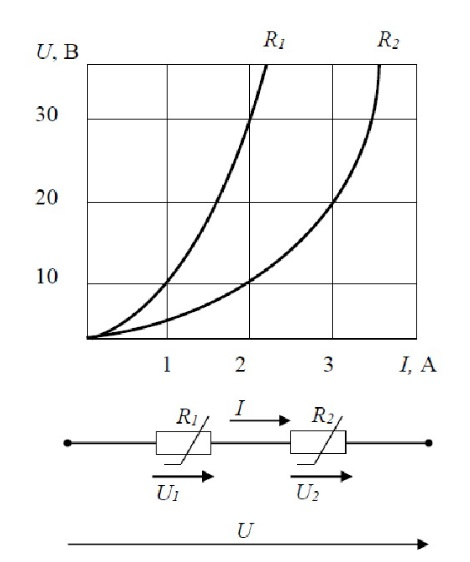 R1 R2
U, В
30
20
10
1 2 3 I, А
R1 I R2
U1 U2
U